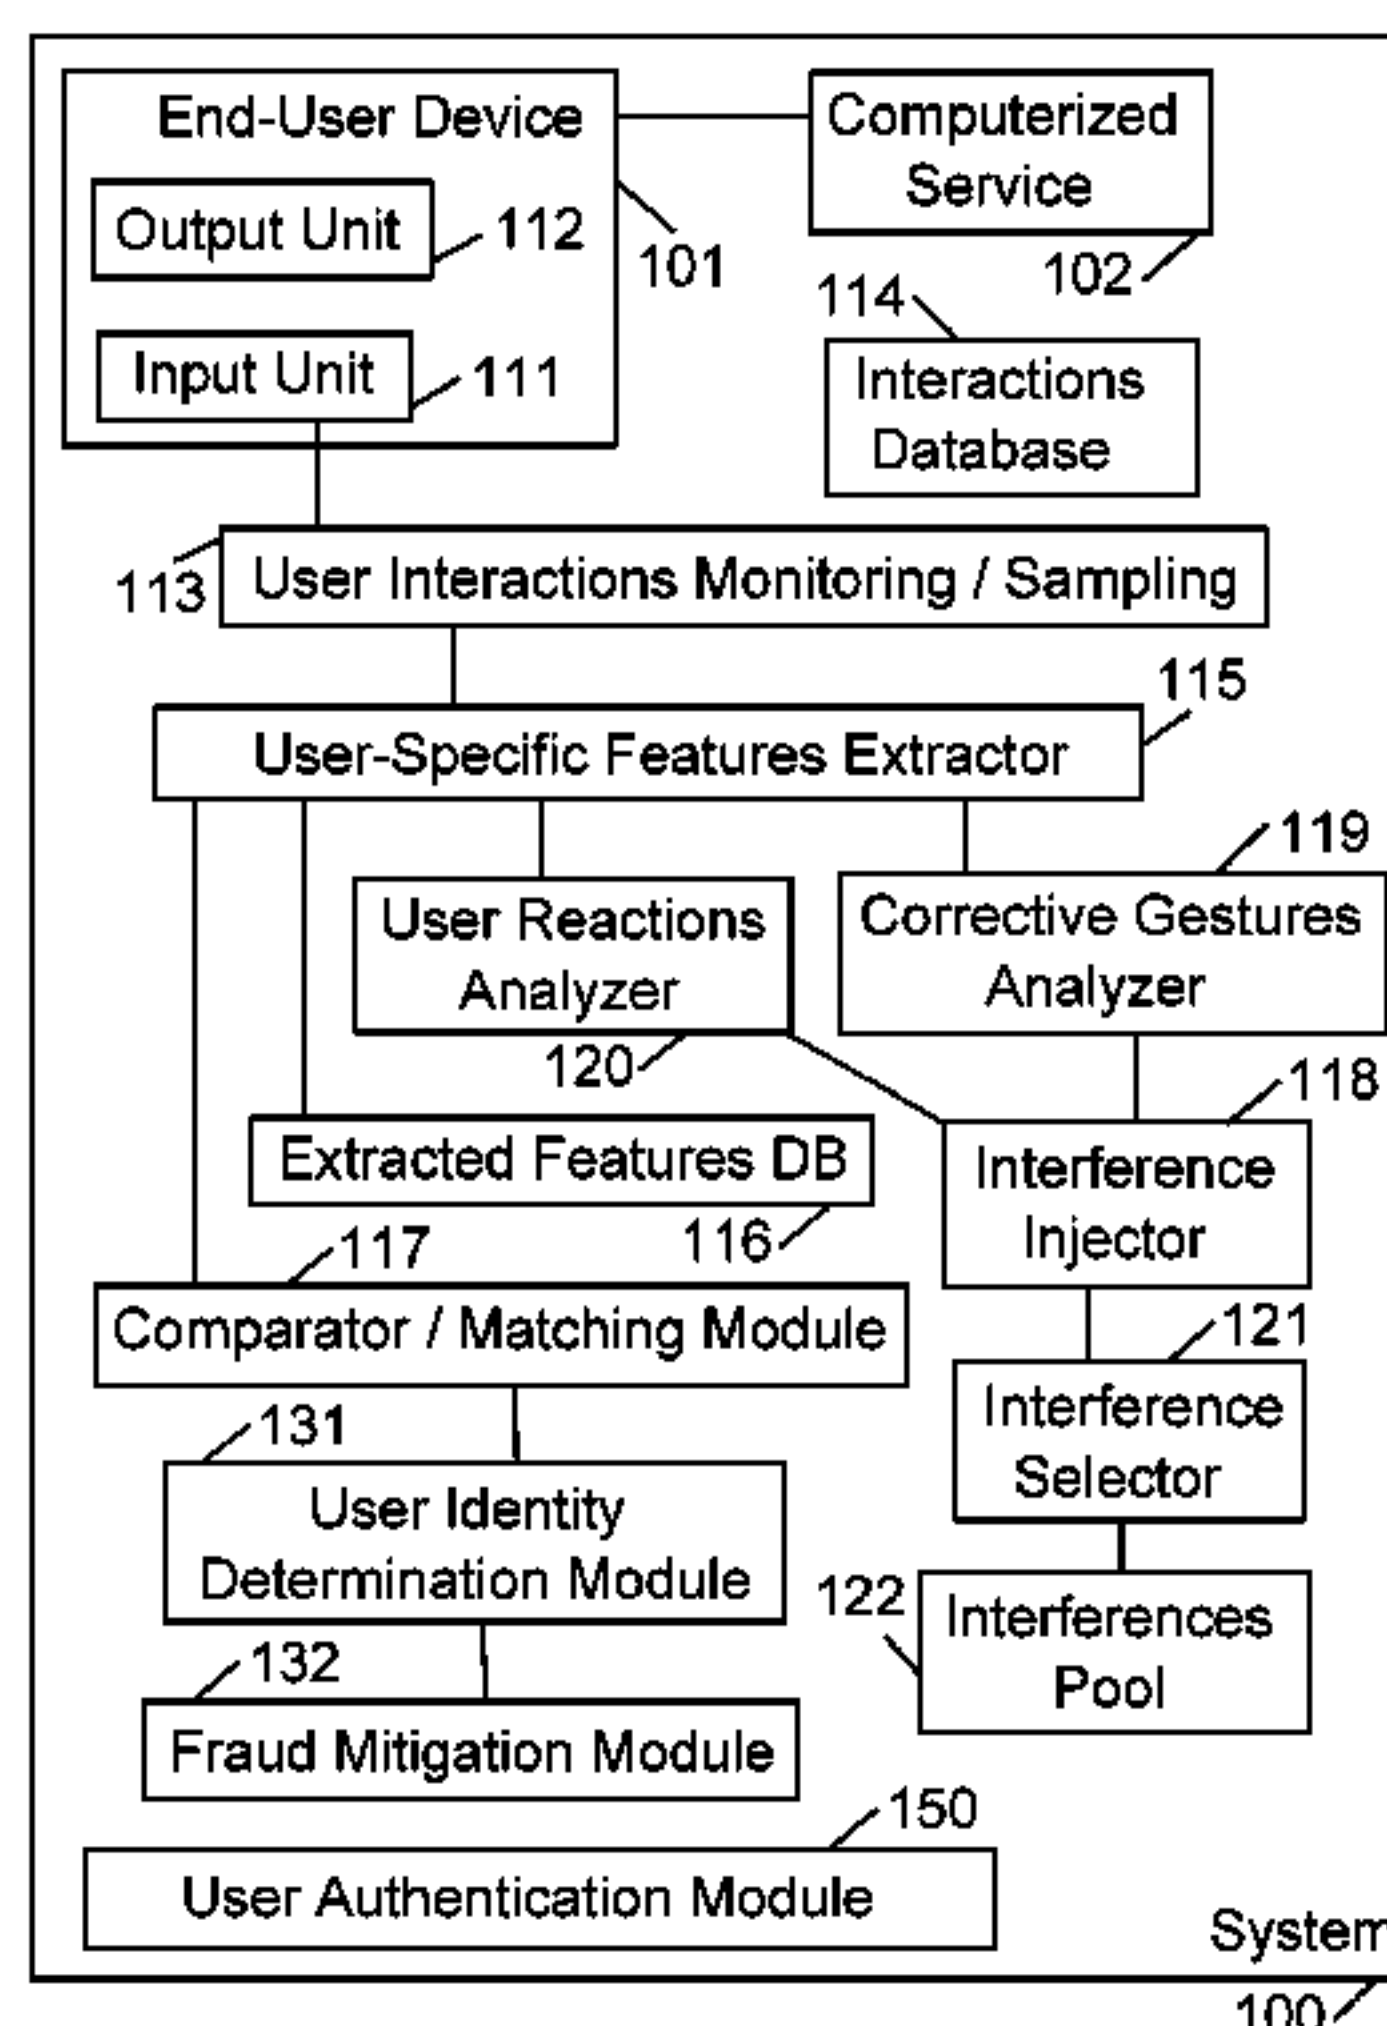 End-User Device
Output Unit
112
Input Unit
111
101
Computerized
Service
102
114
Interactions
Database
113
User Interactions Monitoring / Sampling
115
User-Specific Features Extractor
119
User Reactions
Analyzer
120
Corrective Gestures
Analyzer
118
Extracted Features DB
116
Interference
Injector
117
Comparator / Matching Module
121
Interference
Selector
131
User Identity
Determination Module
122
Interferences
Pool
132
Fraud Mitigation Module
150
User Authentication Module
System
100